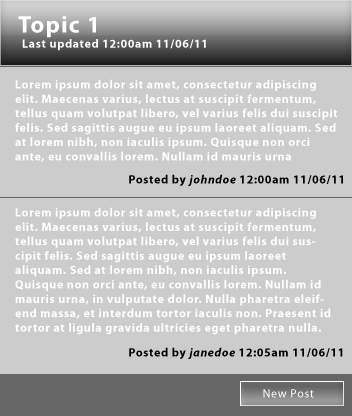 Topic 1
Last updated 12:00am 11/06/11
Lorem ipsum dolor sit amet, consectetur adipiscing
elit. Maecenas varius, lectus at suscipit fermentum,
tellus quam volutpat libero, vel varius felis dui suscipit
felis. Sed sagittis augue eu ipsum laoreet aliquam. Sed
at lorem nibh, non iaculis ipsum. Quisque non orci
ante, eu convallis lorem. Nullam id mauris urna
Posted by johndoe 12:00am 11/06/11
Lorem ipsum dolor sit amet, consectetur adipiscing
elit. Maecenas varius, lectus at suscipit fermentum,
tellus quam volutpat libero, vel varius felis dui sus-
cipit felis. Sed sagittis augue eu ipsum laoreet
aliquam. Sed at lorem nibh, non iaculis ipsum.
Quisque non orci ante, eu convallis lorem. Nullam id
mauris urna, in vulputate dolor. Nulla pharetra eleif-
end massa, et interdum tortor iaculis non. Praesent id
tortor at ligula gravida ultricies eget pharetra nulla.
Posted by janedoe 12:05am 11/06/11
New Post